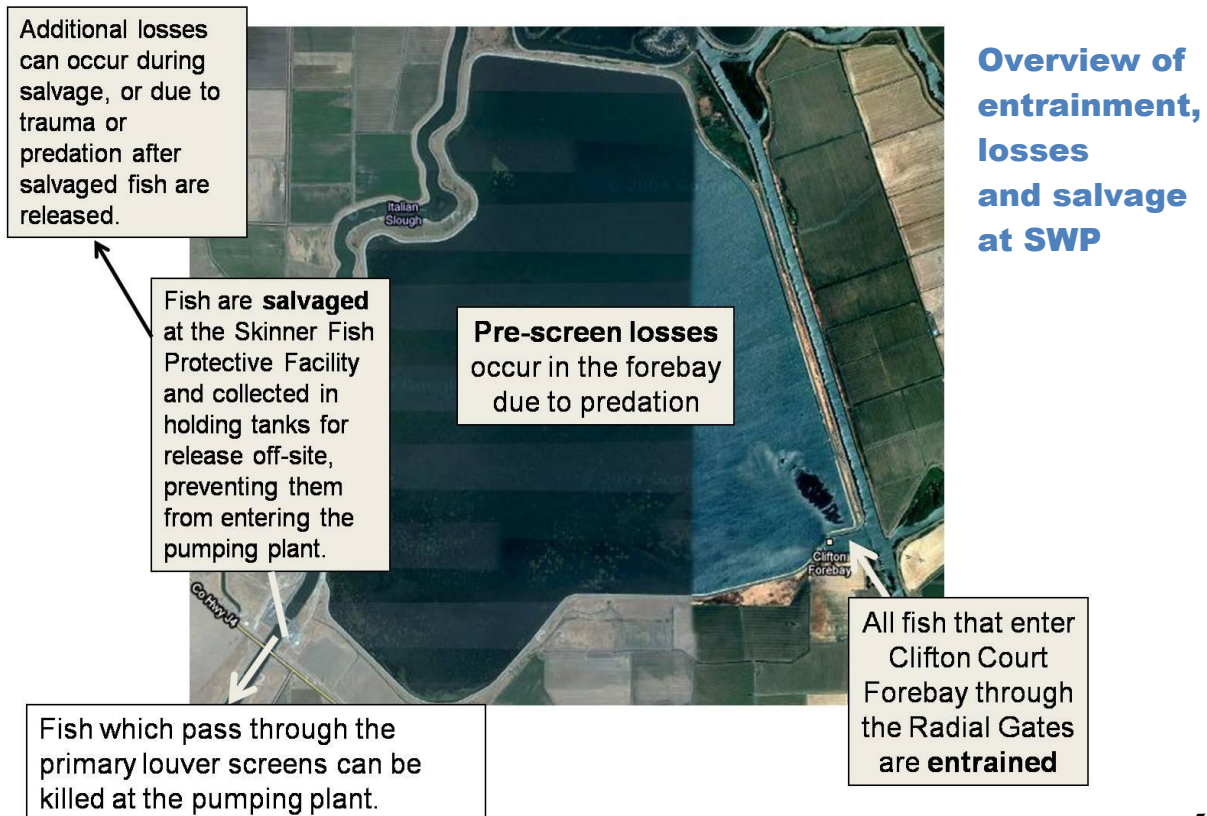 Additional losses
can occur during
salvage, or due to
trauma or
predation after
salvaged fish are
released.
Overview of
entrainment,
losses
and salvage
at SWP
Italian
Slough
Fish are salvaged
at the Skinner Fish
Protective Facility
and collected in
holding tanks for
release off-site,
preventing them
from entering the
pumping plant.
Pre-screen losses
occur in the forebay
due to predation
Clifton
Forebay
Co Hwy J4
All fish that enter
Clifton Court
Forebay through
the Radial Gates
are entrained
Fish which pass through the
primary louver screens can be
killed at the pumping plant.